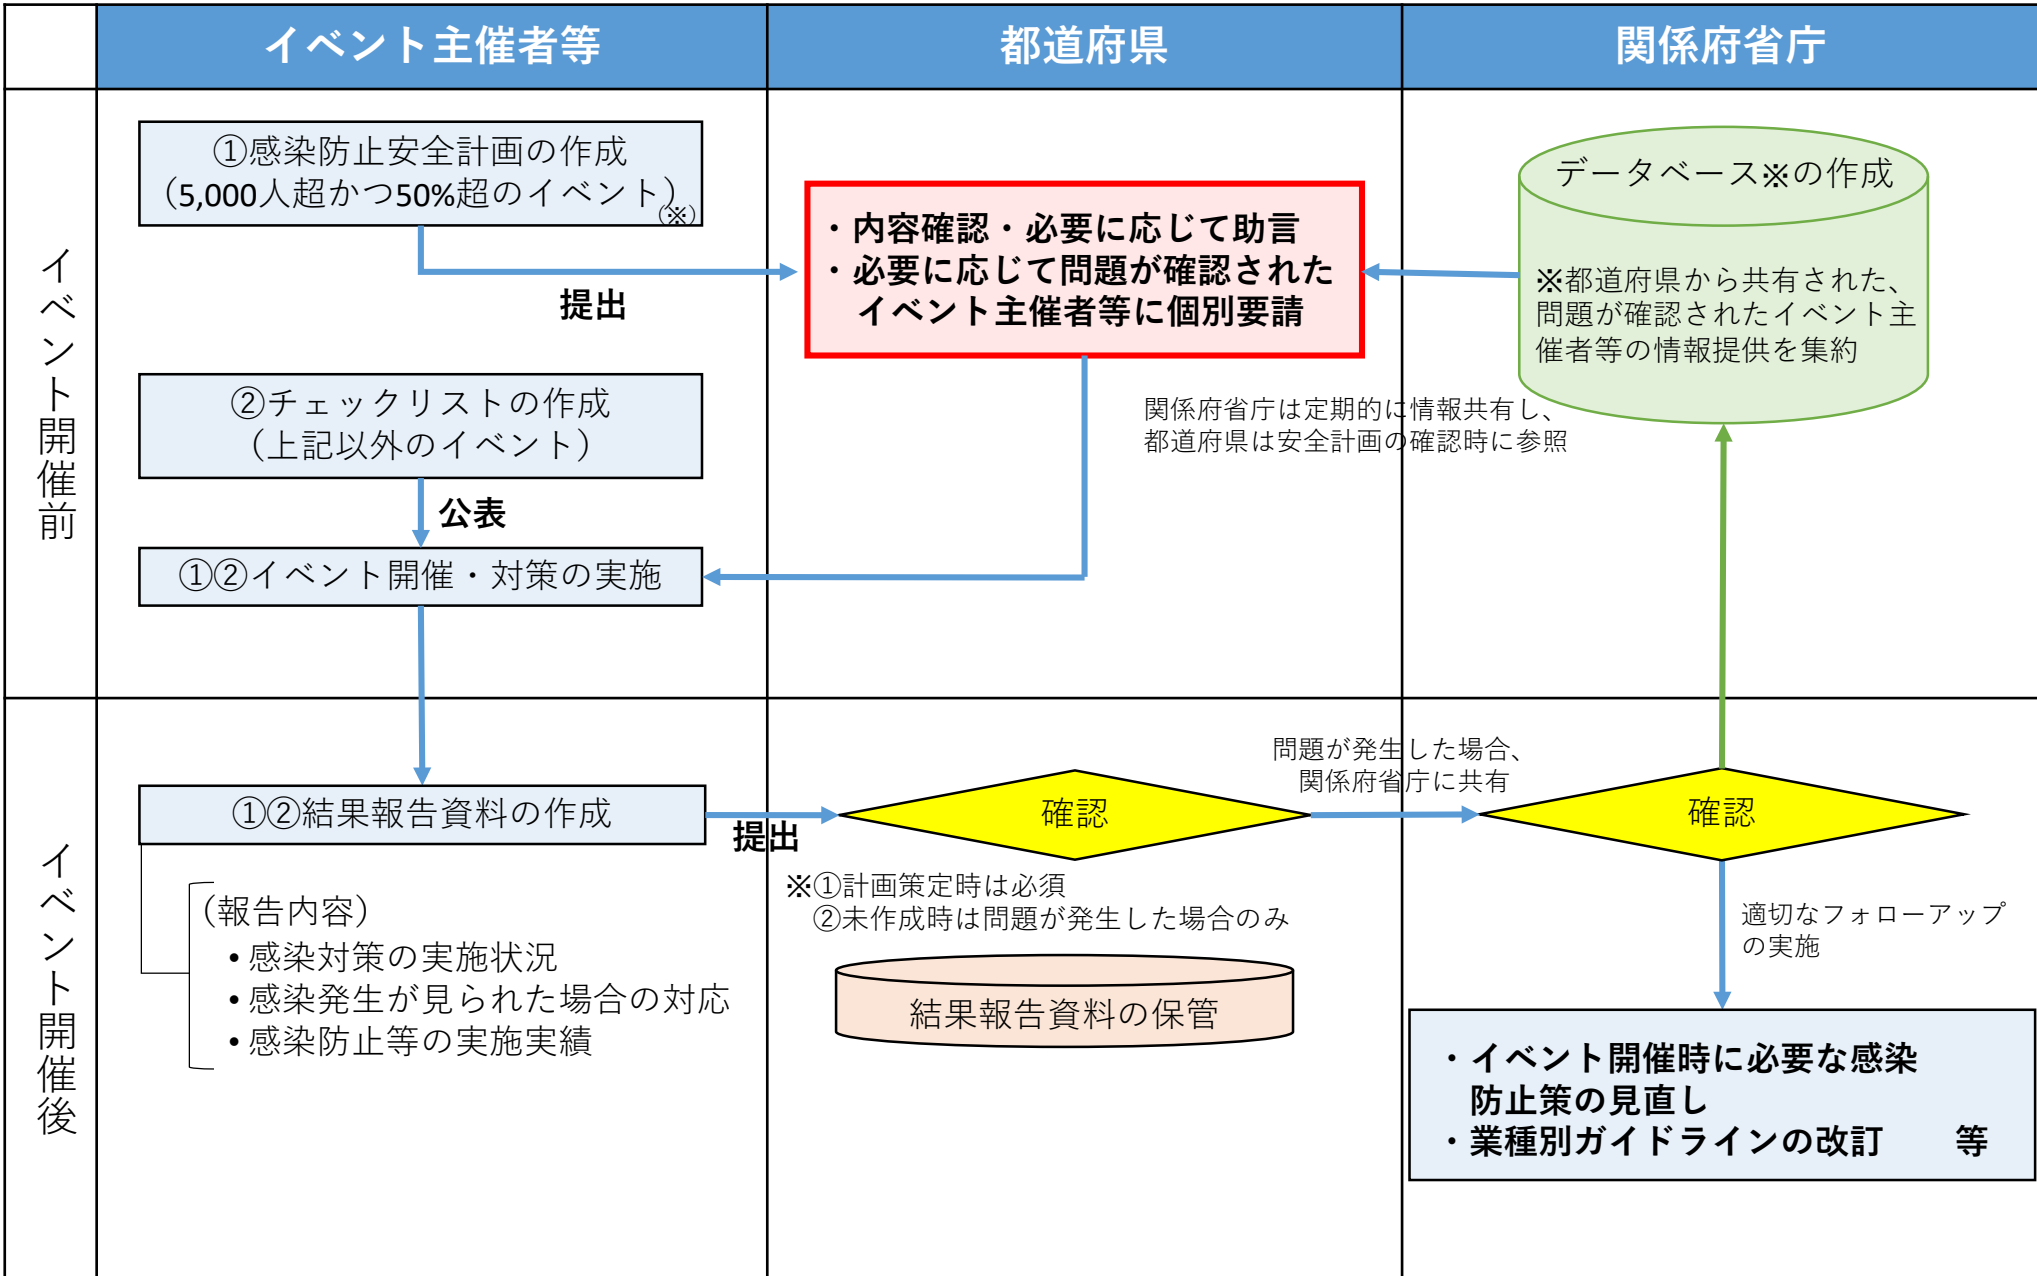 イベント主催者等
都道府県
関係府省庁
イベント開催前
①感染防止安全計画の作成
（5,000人超かつ50%超のイベント）
（※）
提出
・内容確認・必要に応じて助言
・必要に応じて問題が確認された
イベント主催者等に個別要請
データベース※の作成
※都道府県から共有された、
問題が確認されたイベント主
催者等の情報提供を集約
関係府省庁は定期的に情報共有し、
都道府県は安全計画の確認時に参照
②チェックリストの作成
（上記以外のイベント）
公表
①②イベント開催・対策の実施
イベント開催後
①②結果報告資料の作成
提出
（報告内容）
• 感染対策の実施状況
• 感染発生が見られた場合の対応
• 感染防止等の実施実績
確認
問題が発生した場合、
関係府省庁に共有
※①計画策定時は必須
②未作成時は問題が発生した場合のみ
結果報告資料の保管
確認
適切なフォローアップ
の実施
・イベント開催時に必要な感染
防止策の見直し
・業種別ガイドラインの改訂　等